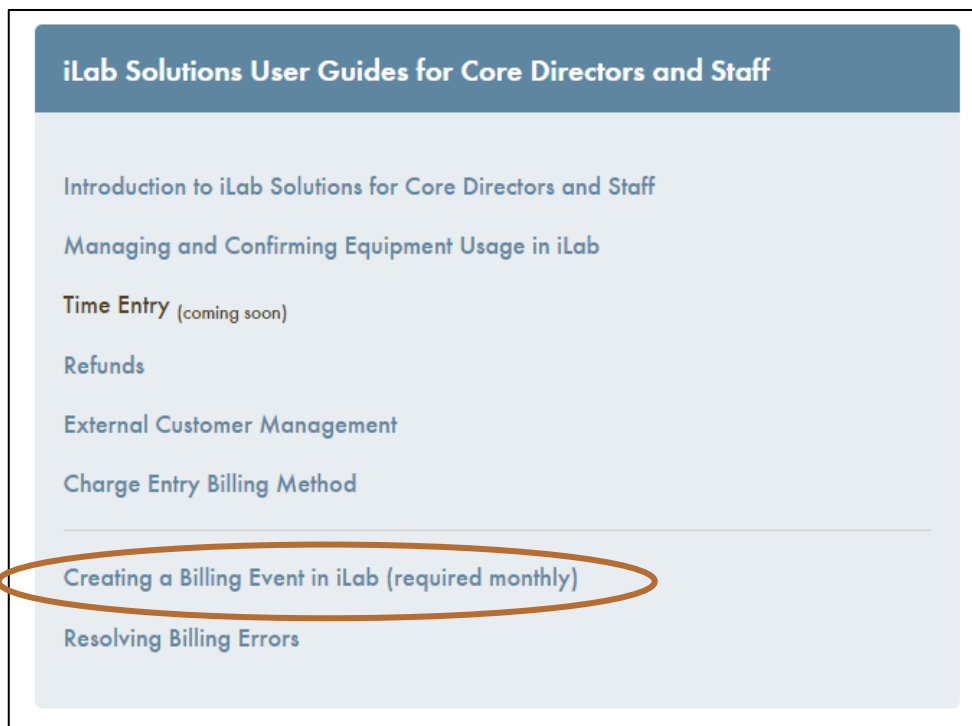 iLab Solutions User Guides for Core Directors and Staff
Introduction to iLab Solutions for Core Directors and Staff
Managing and Confirming Equipment Usage in iLab
Time Entry (coming soon)
Refunds
External Customer Management
Charge Entry Billing Method
Creating a Billing Event in iLab (required monthly)
Resolving Billing Errors